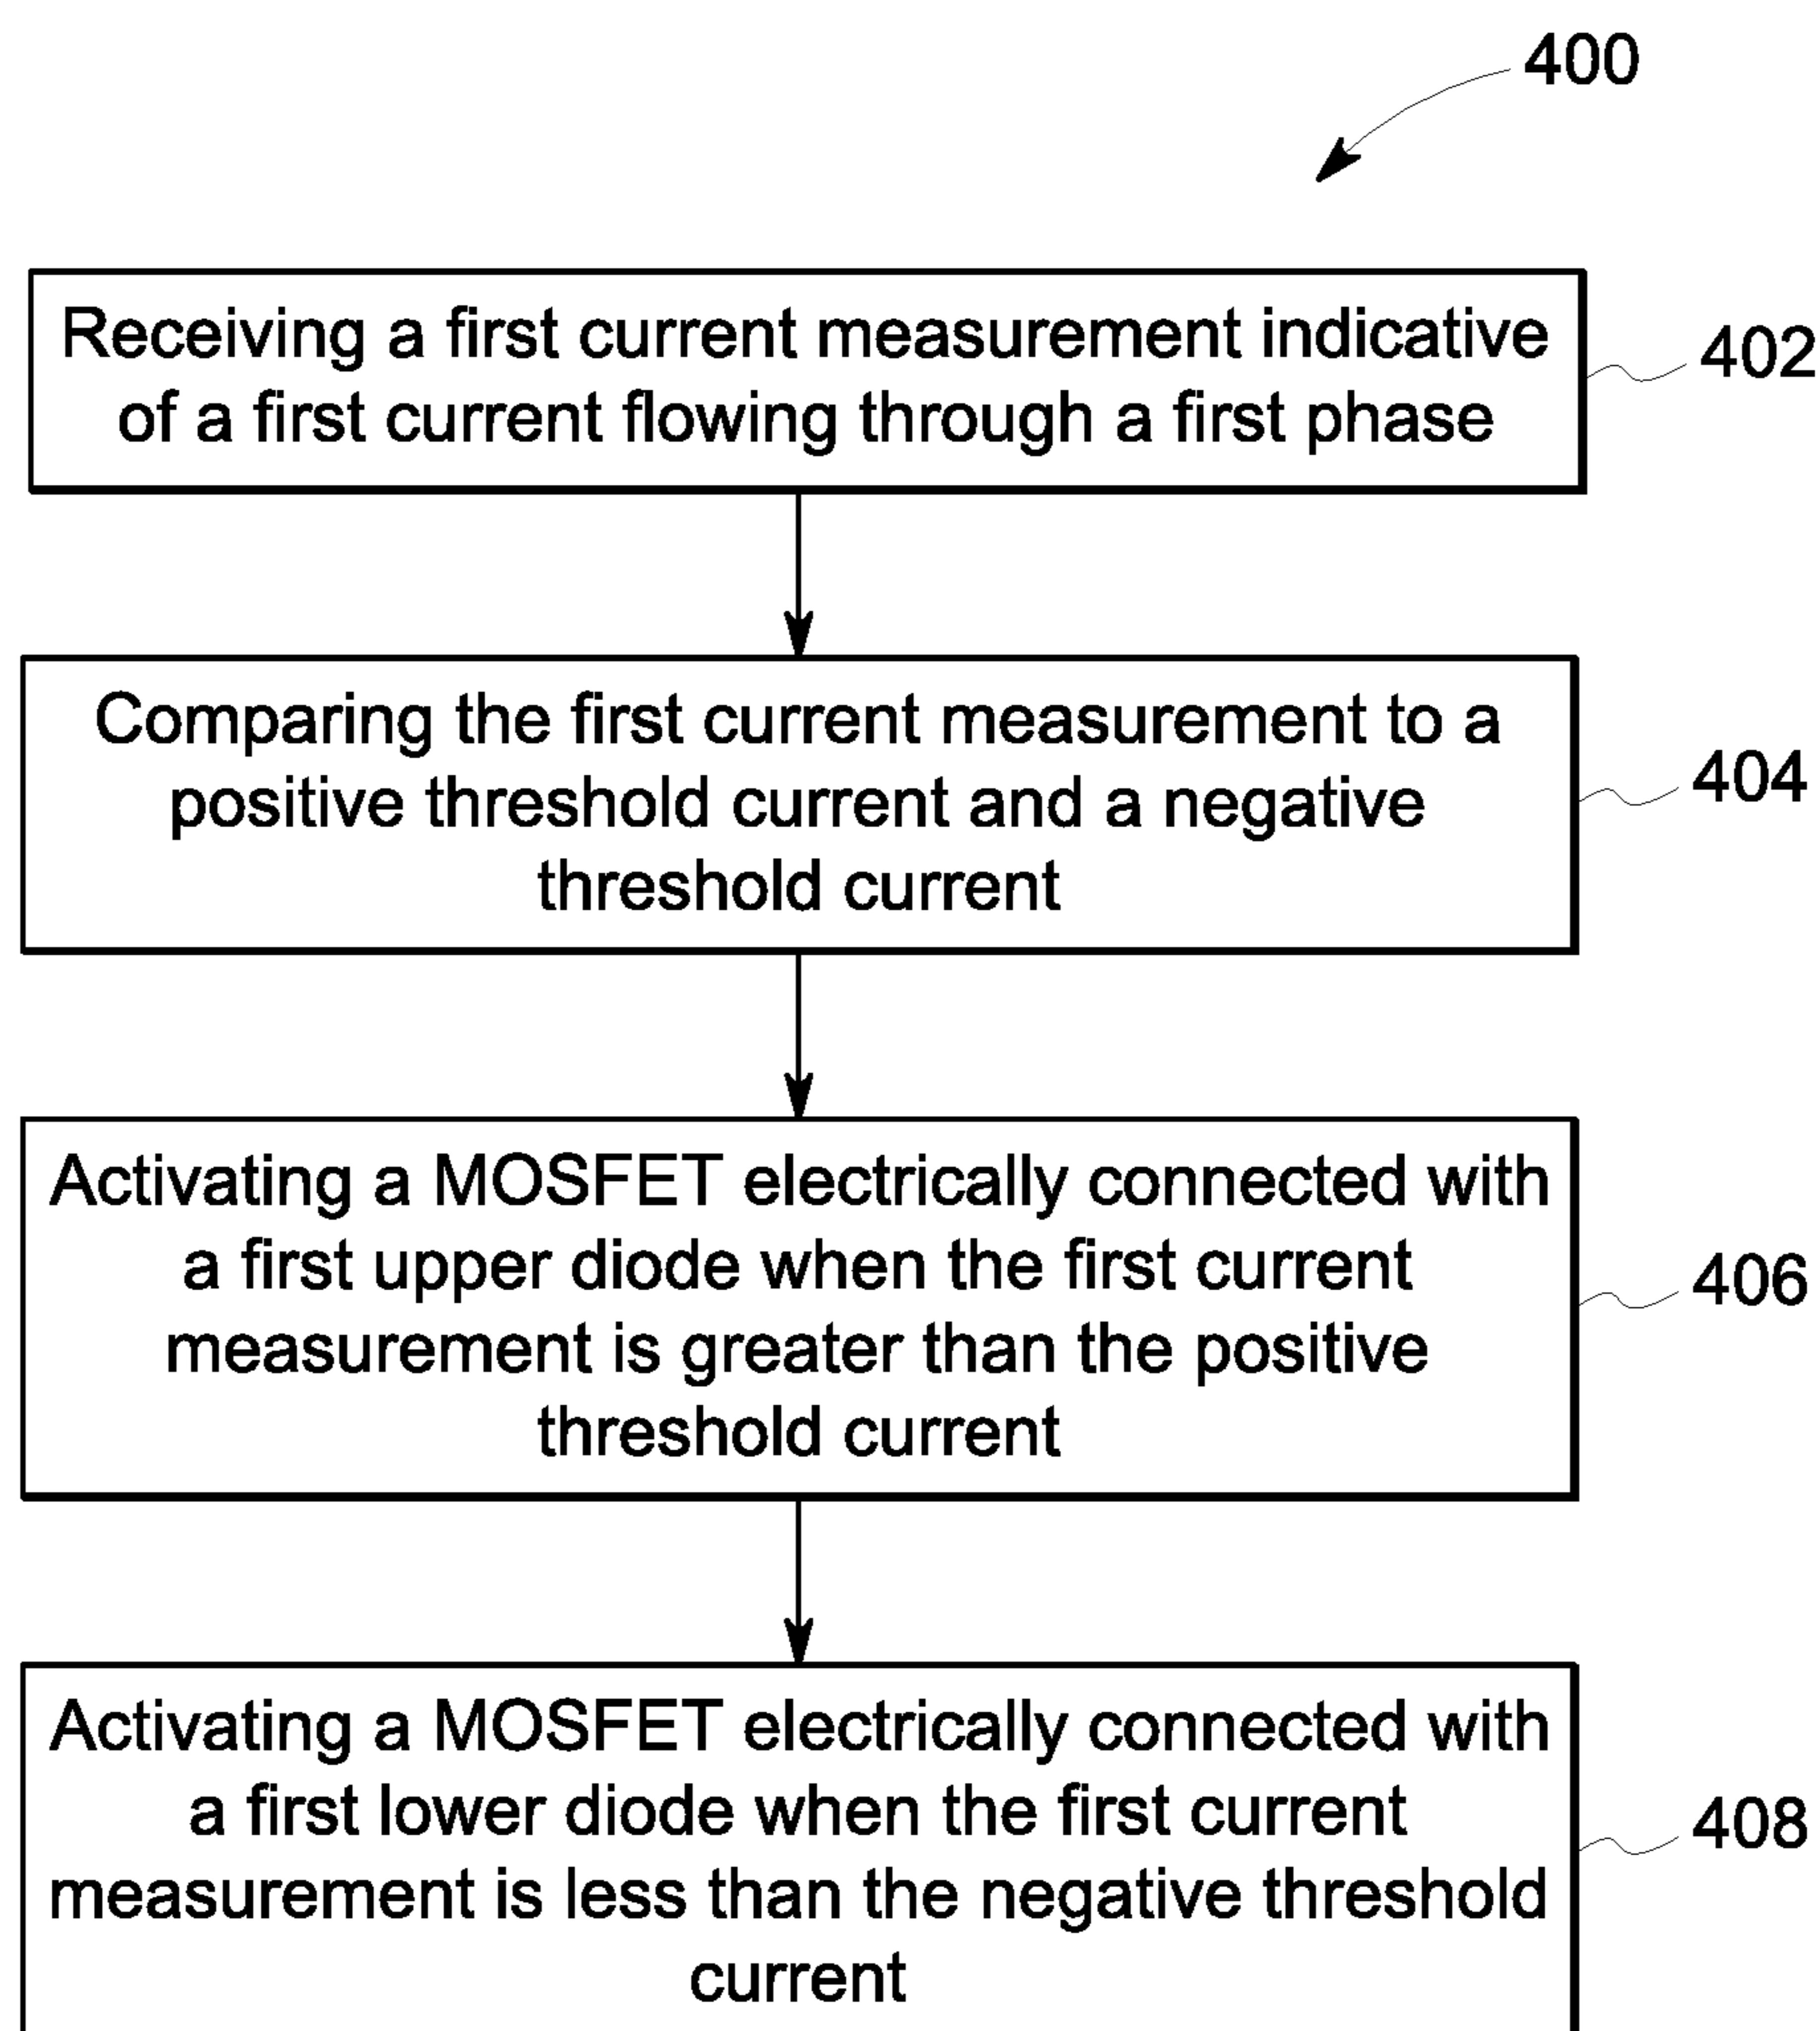 400
Receiving a first current measurement indicative
of a first current flowing through a first phase
402
Comparing the first current measurement to a
positive threshold current and a negative
threshold current
404
Activating a MOSFET electrically connected with
a first upper diode when the first current
measurement is greater than the positive
threshold current
406
Activating a MOSFET electrically connected with
a first lower diode when the first current
measurement is less than the negative threshold
current
408